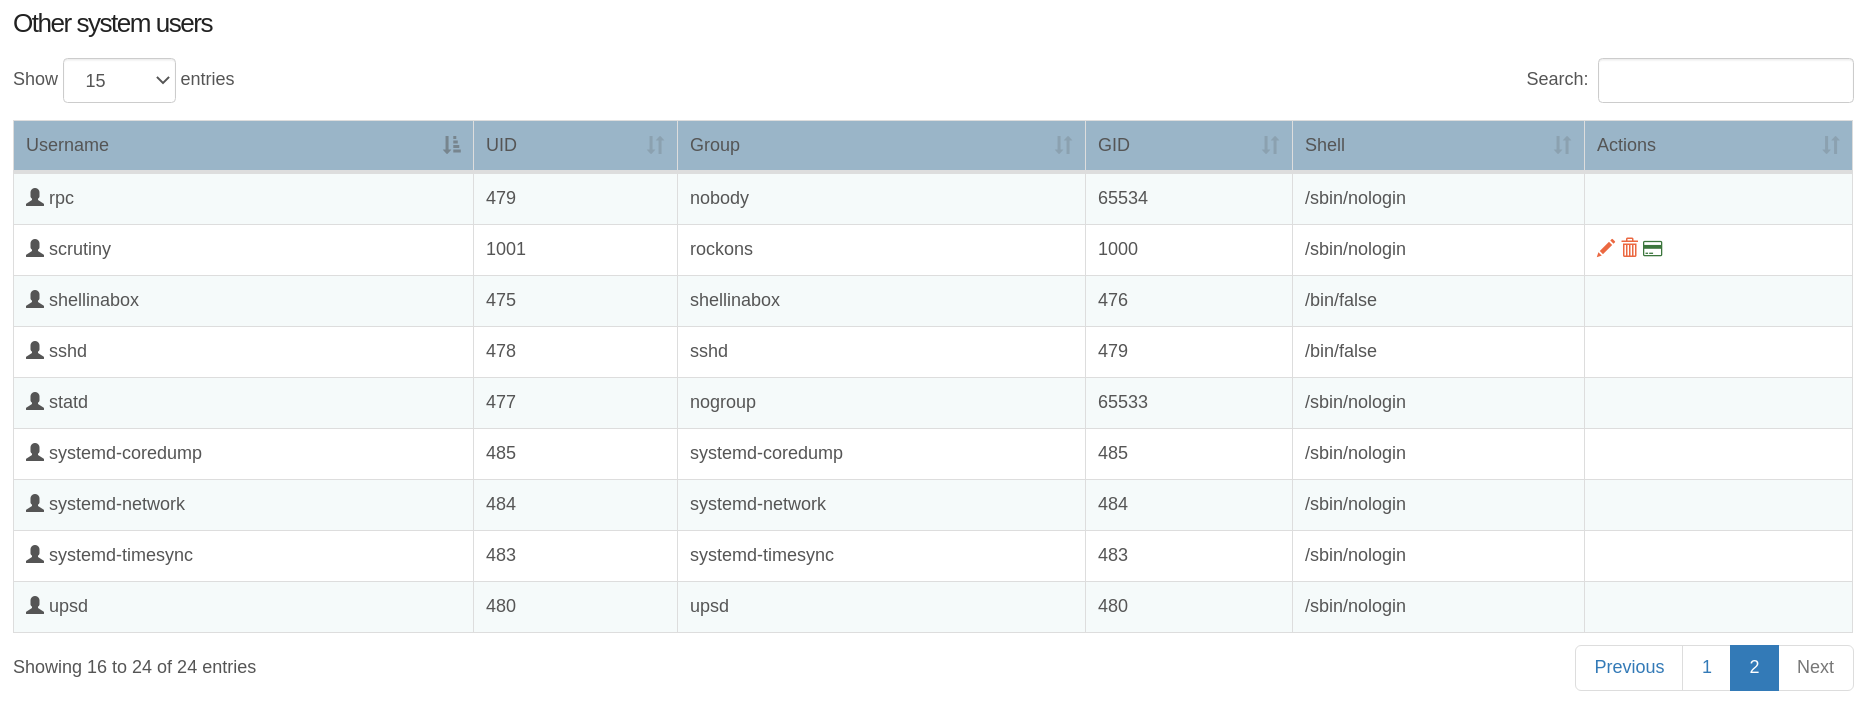 Other system users
Show 15 entries Search:
Username UID Group GID Shell Actions
rpc 479 nobody 65534 /sbin/nologin
scrutiny 1001 rockons 1000 /sbin/nologin
shellinabox 475 shellinabox 476 /bin/false
sshd 478 sshd 479 /bin/false
statd 477 nogroup 65533 /sbin/nologin
systemd-coredump 485 systemd-coredump 485 /sbin/nologin
systemd-network 484 systemd-network 484 /sbin/nologin
systemd-timesync 483 systemd-timesync 483 /sbin/nologin
upsd 480 upsd 480 /sbin/nologin
Showing 16 to 24 of 24 entries Previous 1 2 Next